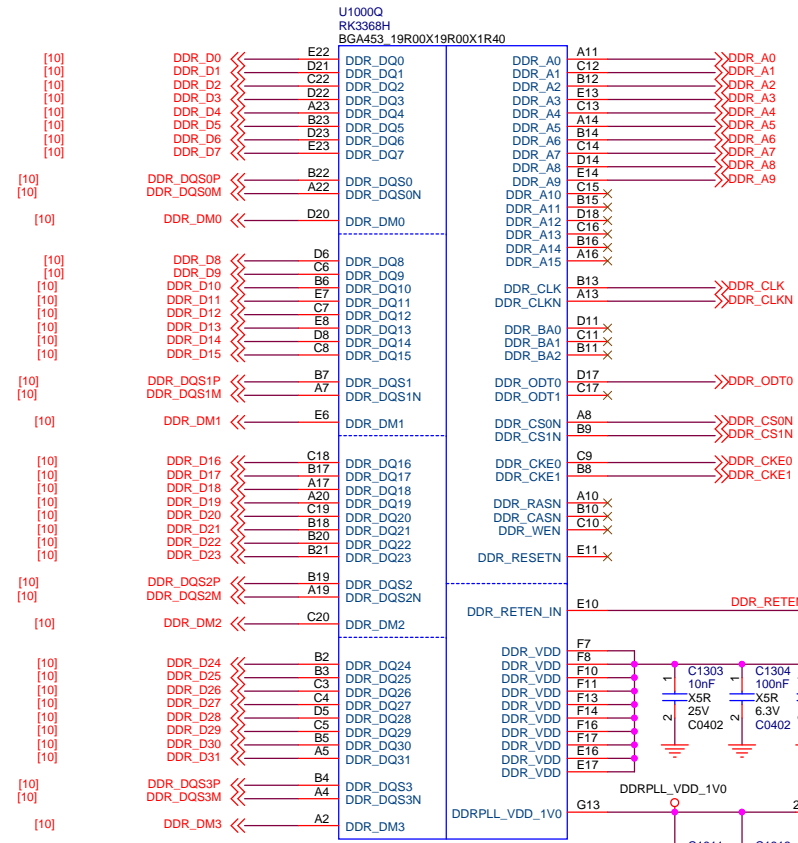 U1000Q
RK3368H
BGA453_19R00X19R00X1R40
[10] DDR_D0 E22 DDR_DQ0 DDR_A0 A11 DDR_A0
[10] DDR_D1 D21 DDR_DQ1 DDR_A1 C12 DDR_A1
[10] DDR_D2 C22 DDR_DQ2 DDR_A2 B12 DDR_A2
[10] DDR_D3 D22 DDR_DQ3 DDR_A3 E13 DDR_A3
[10] DDR_D4 A23 DDR_DQ4 DDR_A4 C13 DDR_A4
[10] DDR_D5 B23 DDR_DQ5 DDR_A5 A14 DDR_A5
[10] DDR_D6 D23 DDR_DQ6 DDR_A6 B14 DDR_A6
[10] DDR_D7 E23 DDR_DQ7 DDR_A7 C14 DDR_A7
DDR_A8 D14 DDR_A8
[10] DDR_DQS0P B22 DDR_DQS0 DDR_A9 E14 DDR_A9
[10] DDR_DQS0M A22 DDR_DQS0N DDR_A10 C15
DDR_A11 B15
[10] DDR_DM0 D20 DDR_DM0 DDR_A12 D18
DDR_A13 C16
DDR_A14 B16
[10] DDR_D8 D6 DDR_DQ8 DDR_A15 A16
[10] DDR_D9 C6 DDR_DQ9
[10] DDR_D10 B6 DDR_DQ10 DDR_CLK B13 DDR_CLK
[10] DDR_D11 E7 DDR_DQ11 DDR_CLKN A13 DDR_CLKN
[10] DDR_D12 C7 DDR_DQ12
[10] DDR_D13 E8 DDR_DQ13 DDR_BA0 D11
[10] DDR_D14 D8 DDR_DQ14 DDR_BA1 C11
[10] DDR_D15 C8 DDR_DQ15 DDR_BA2 B11
[10] DDR_DQS1P B7 DDR_DQS1 DDR_ODT0 D17 DDR_ODT0
[10] DDR_DQS1M A7 DDR_DQS1N DDR_ODT1 C17
[10] DDR_DM1 E6 DDR_DM1 DDR_CS0N A8 DDR_CS0N
DDR_CS1N B9 DDR_CS1N
[10] DDR_D16 C18 DDR_DQ16 DDR_CKE0 C9 DDR_CKE0
[10] DDR_D17 B17 DDR_DQ17 DDR_CKE1 B8 DDR_CKE1
[10] DDR_D18 A17 DDR_DQ18
[10] DDR_D19 A20 DDR_DQ19 DDR_RASN A10
[10] DDR_D20 C19 DDR_DQ20 DDR_CASN B10
[10] DDR_D21 B18 DDR_DQ21 DDR_WEN C10
[10] DDR_D22 B20 DDR_DQ22
[10] DDR_D23 B21 DDR_DQ23 DDR_RESETN E11
[10] DDR_DQS2P B19 DDR_DQS2
[10] DDR_DQS2M A19 DDR_DQS2N
DDR_RETEN_IN E10 DDR_RETEN
[10] DDR_DM2 C20 DDR_DM2
DDR_VDD F7
[10] DDR_D24 B2 DDR_DQ24 DDR_VDD F8
[10] DDR_D25 B3 DDR_DQ25 DDR_VDD F10
[10] DDR_D26 C3 DDR_DQ26 DDR_VDD F11
[10] DDR_D27 C4 DDR_DQ27 DDR_VDD F13
[10] DDR_D28 D5 DDR_DQ28 DDR_VDD F14
[10] DDR_D29 C5 DDR_DQ29 DDR_VDD F16
[10] DDR_D30 B5 DDR_DQ30 DDR_VDD F17
[10] DDR_D31 A5 DDR_DQ31 DDR_VDD E16
DDR_VDD E17
1 2 C1303
10nF
X5R
25V
C0402
1 2 C1304
100nF
X5R
6.3V
C0402
[10] DDR_DQS3P B4 DDR_DQS3
[10] DDR_DQS3M A4 DDR_DQS3N
DDRPLL_VDD_1V0
DDRPLL_VDD_1V0 G13 2
[10] DDR_DM3 A2 DDR_DM3